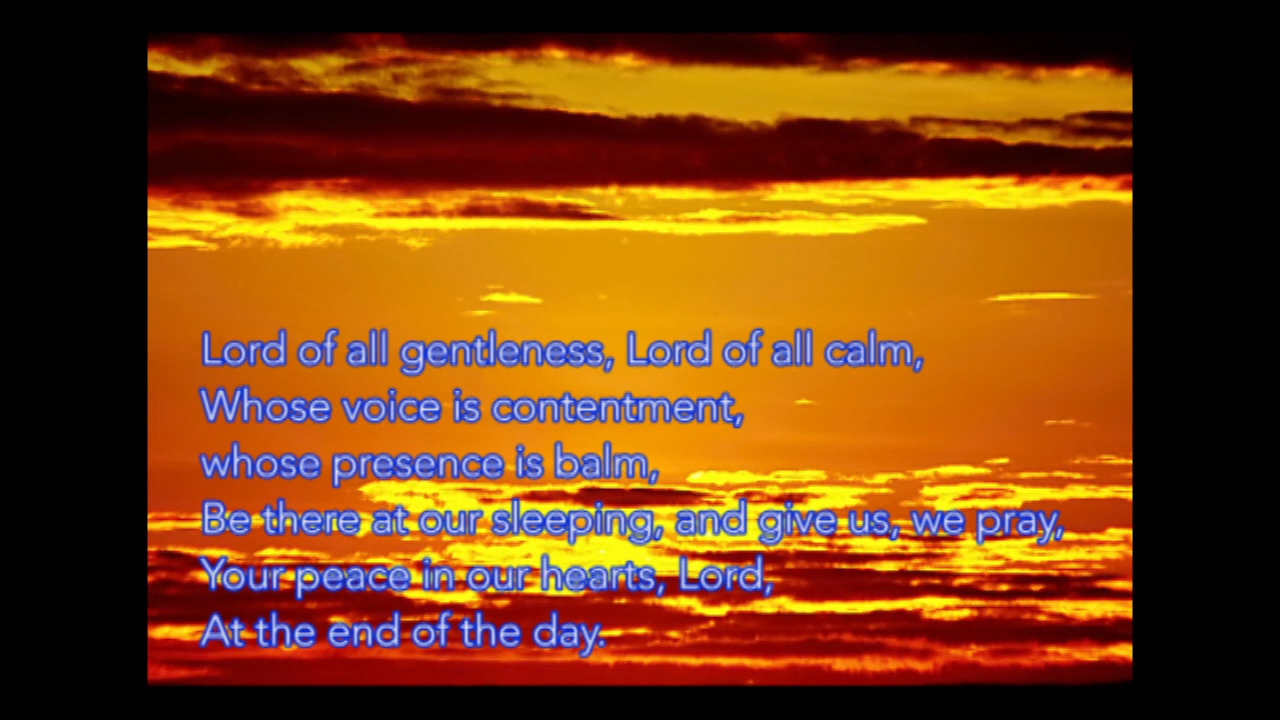 Lord of all gentleness, Lord of all calm,
Whose voice is contentment,
whose presence is balm,
Be there at our sleeping, and give us, we pray,
Your peace in our hearts, Lord,
At the end of the day.